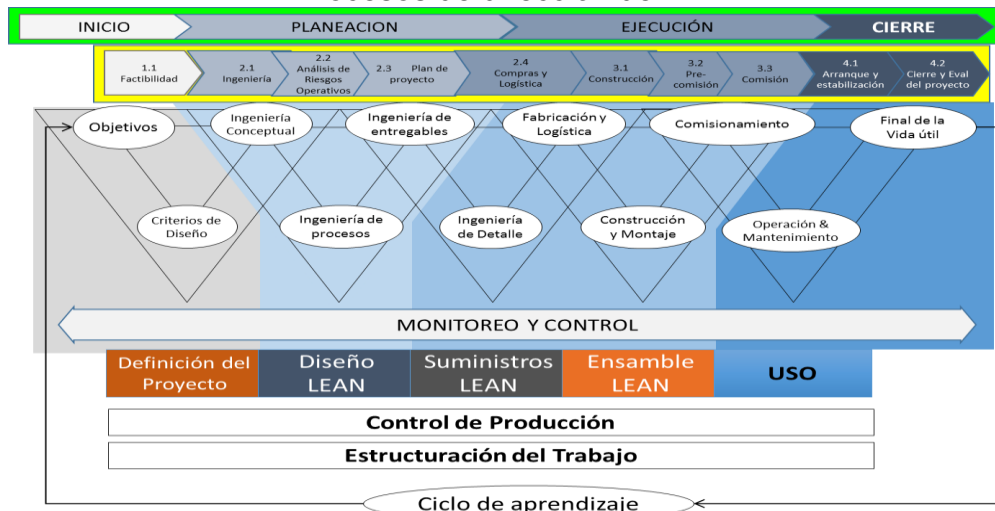 INICIO
PLANEACION
EJECUCIÓN
CIERRE
1.1
Factibilidad
2.1
Ingeniería
2.2
Análisis de
Riesgos
Operativos
2.3 Plan de
proyecto
2.4
Compras y
Logística
3.1
Construcción
3.2
Pre-
comisión
3.3
Comisión
4.1
Arranque y
estabilización
4.2
Cierre y Eval
del proyecto
Objetivos
Ingeniería
Conceptual
Ingeniería de
entregables
Fabricación y
Logística
Comisionamiento
Final de la
Vida útil
Criterios de
Diseño
Ingeniería de
procesos
Ingeniería
de Detalle
Construcción
y Montaje
Operación &
Mantenimiento
MONITOREO Y CONTROL
Definición del
Proyecto
Diseño
LEAN
Suministros
LEAN
Ensamble
LEAN
USO
Control de Producción
Estructuración del Trabajo
Ciclo de aprendizaje